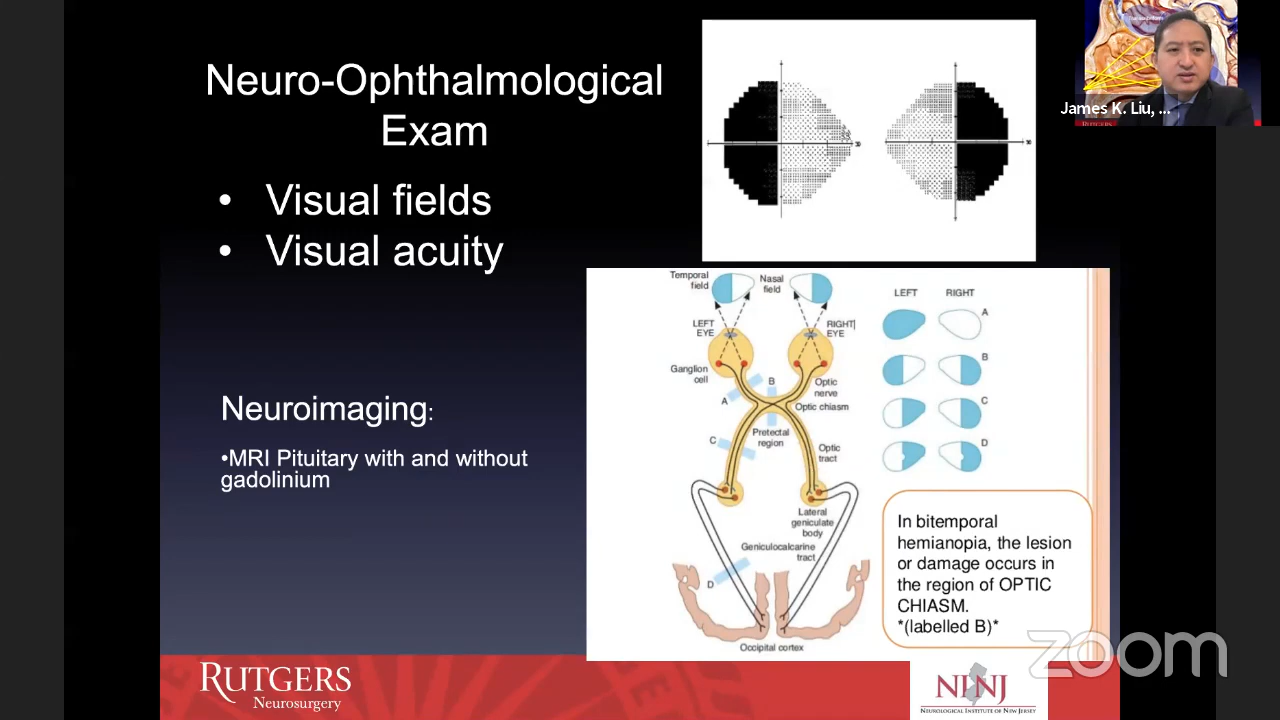 Neuro-Ophthalmological
Exam
• Visual fields
• Visual acuity
Neuroimaging:
•MRI Pituitary with and without
gadolinium
James K. Liu, ...
30
30
Temporal
field
Nasal
field
LEFT
EYE
RIGHT
EYE
Ganglion
cell
A
B
Optic
nerve
Optic chiasm
Pretectal
region
C
Optic
tract
Lateral
geniculate
body
Geniculocalcarine
tract
D
Occipital cortex
LEFT RIGHT
A
B
C
D
In bitemporal
hemianopia, the lesion
or damage occurs in
the region of OPTIC
CHIASM.
*(labelled B)*
zoom
RUTGERS
Neurosurgery
NINJ
NEUROLOGICAL INSTITUTE OF NEW JERSEY